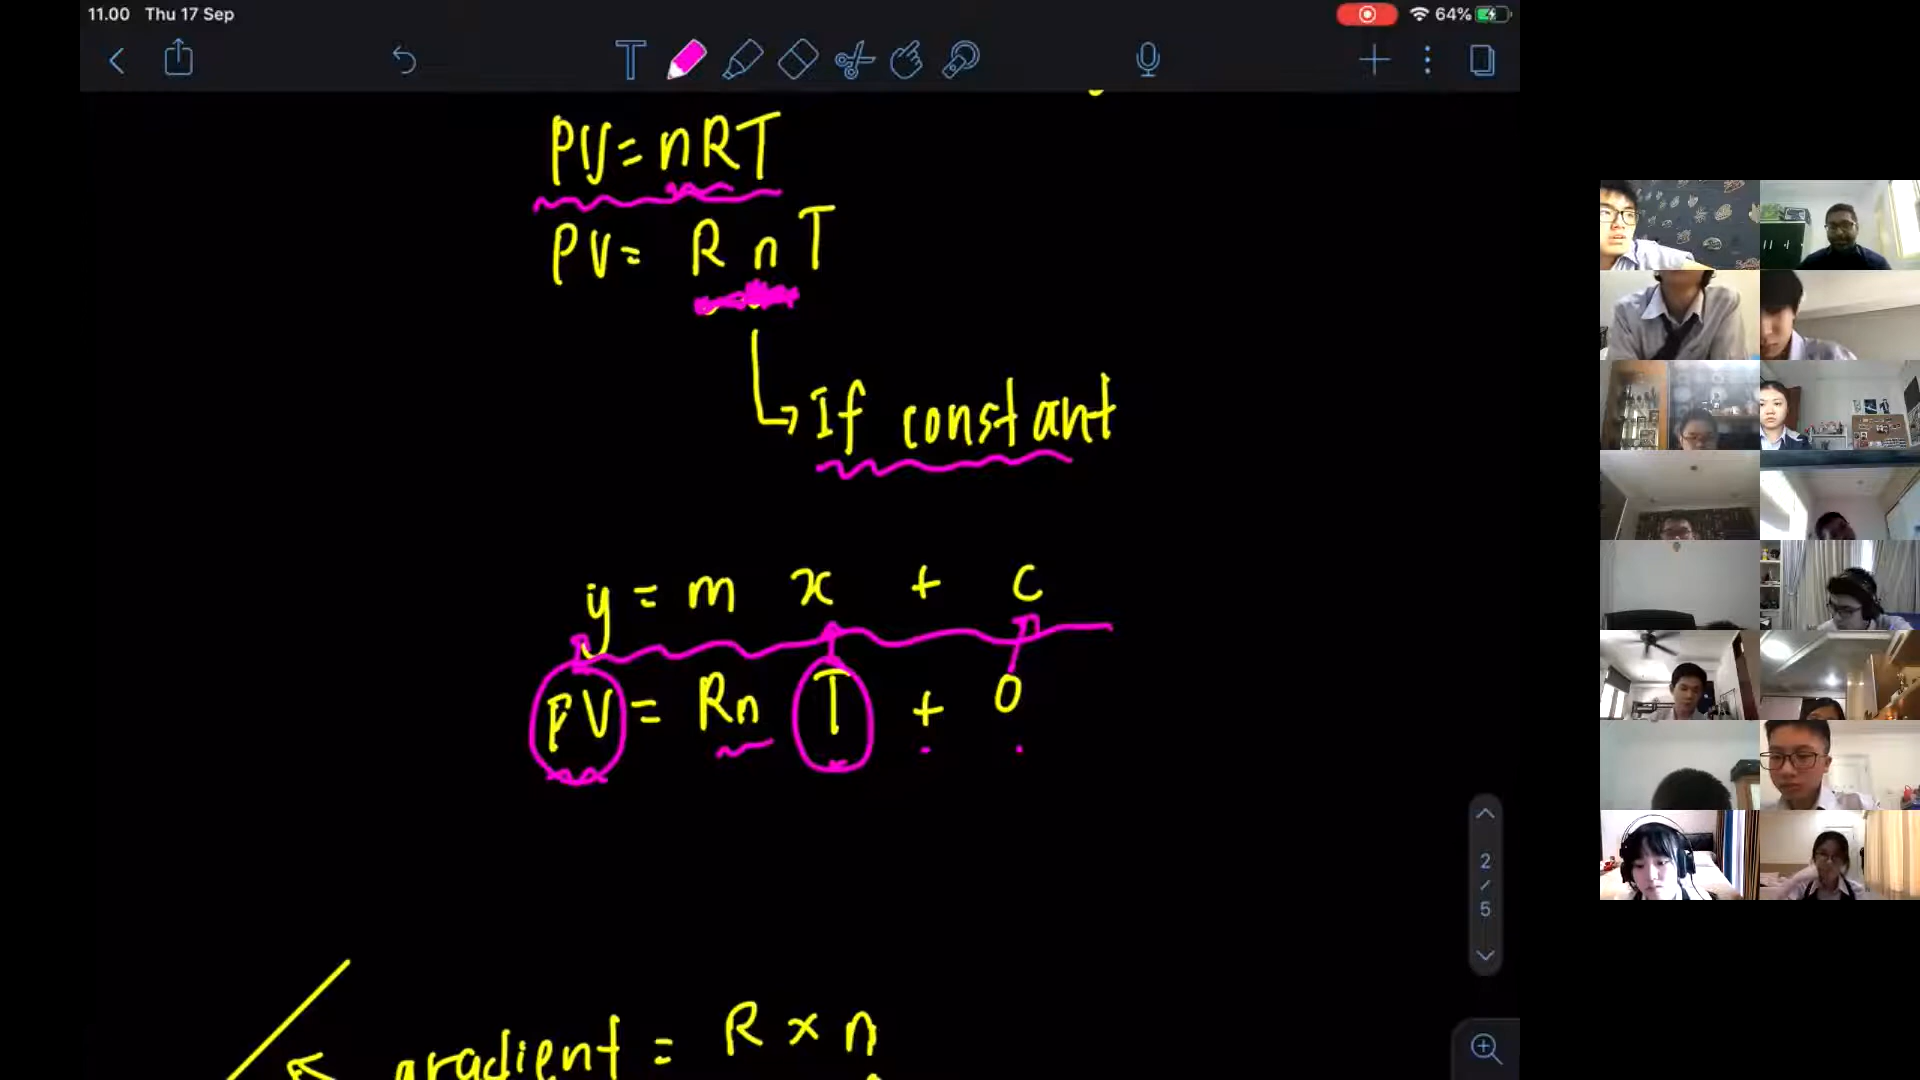 11.00 Thu 17 Sep
64%
T
PV = nRT
PV = R n T
If constant
y = m x + c
PV = Rn T + 0
2
/
5
gradient = R x n